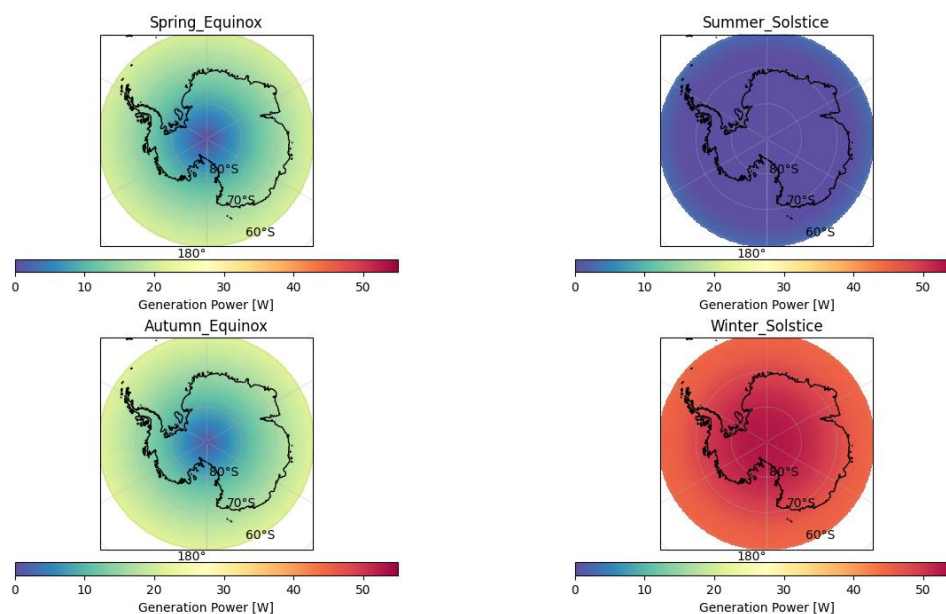 Spring_Equinox
80°S
70°S
60°S
180°
0 10 20 30 40 50
Generation Power [W]
Summer_Solstice
80°S
70°S
60°S
180°
0 10 20 30 40 50
Generation Power [W]
Autumn_Equinox
80°S
70°S
60°S
180°
0 10 20 30 40 50
Generation Power [W]
Winter_Solstice
80°S
70°S
60°S
180°
0 10 20 30 40 50
Generation Power [W]